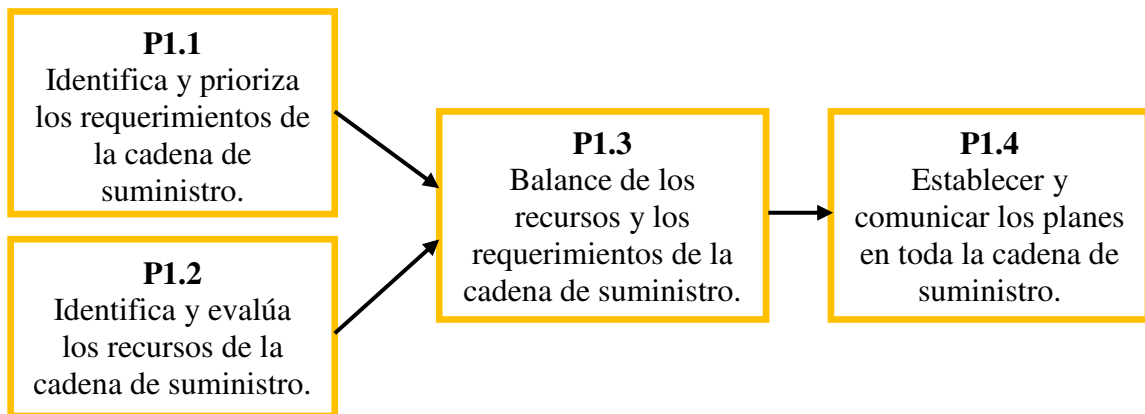 P1.1
Identifica y prioriza
los requerimientos de
la cadena de
suministro.
P1.2
Identifica y evalúa
los recursos de la
cadena de suministro.
P1.3
Balance de los
recursos y los
requerimientos de la
cadena de suministro.
P1.4
Establecer y
comunicar los planes
en toda la cadena de
suministro.